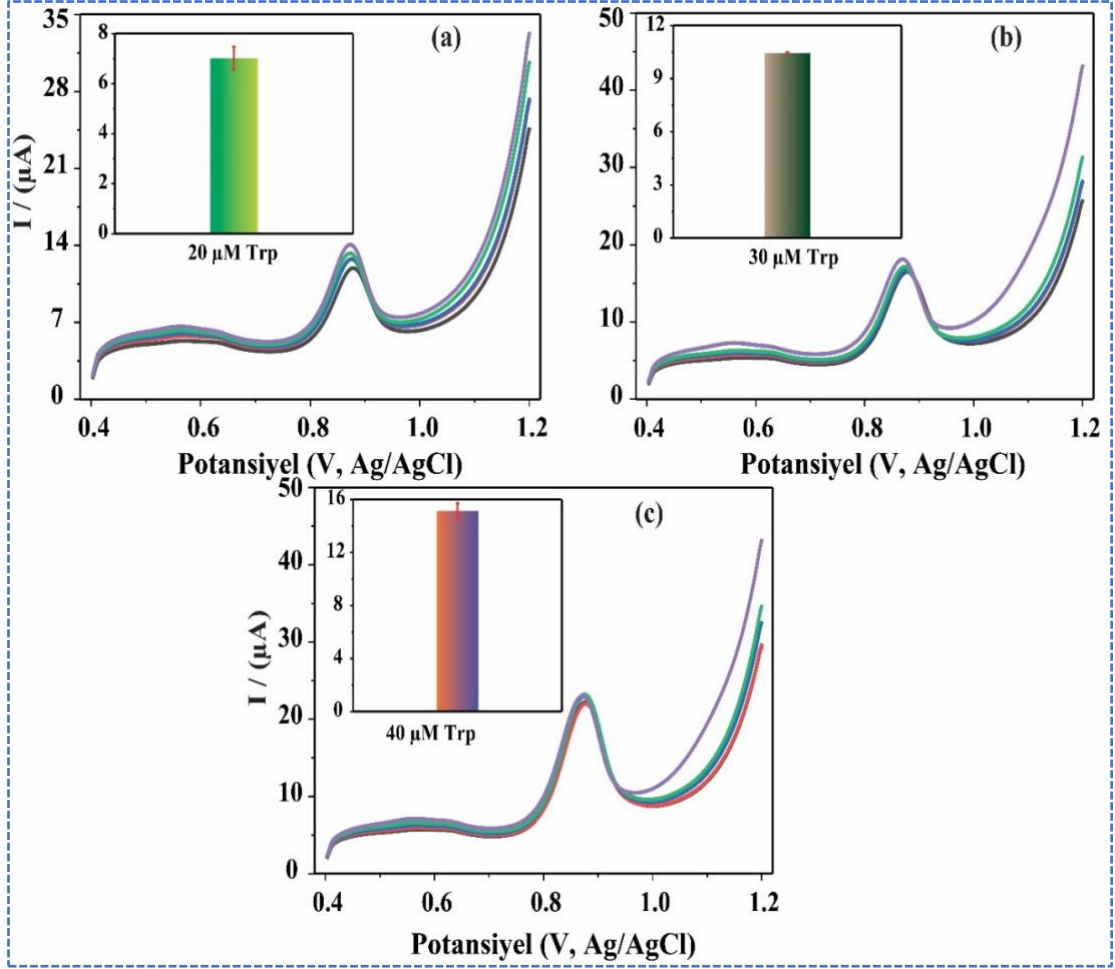 (a)
35
28
21
14
7
0
I / (µA)
8
6
4
2
0
20 µM Trp
0.4 0.6 0.8 1.0 1.2
Potansiyel (V, Ag/AgCl)
(b)
50
40
30
20
10
0
12
9
6
3
0
30 µM Trp
0.4 0.6 0.8 1.0 1.2
Potansiyel (V, Ag/AgCl)
(c)
50
40
30
20
10
0
I / (µA)
16
12
8
4
0
40 µM Trp
0.4 0.6 0.8 1.0 1.2
Potansiyel (V, Ag/AgCl)